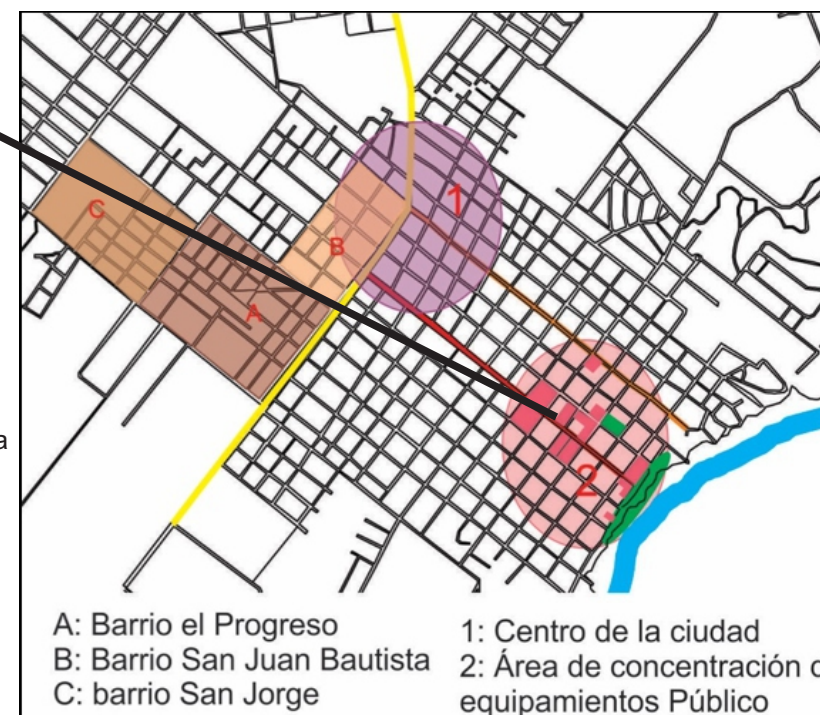 1
C
B
A
a
2
A: Barrio el Progreso
B: Barrio San Juan Bautista
C: barrio San Jorge
1: Centro de la ciudad
2: Área de concentración
equipamientos Público